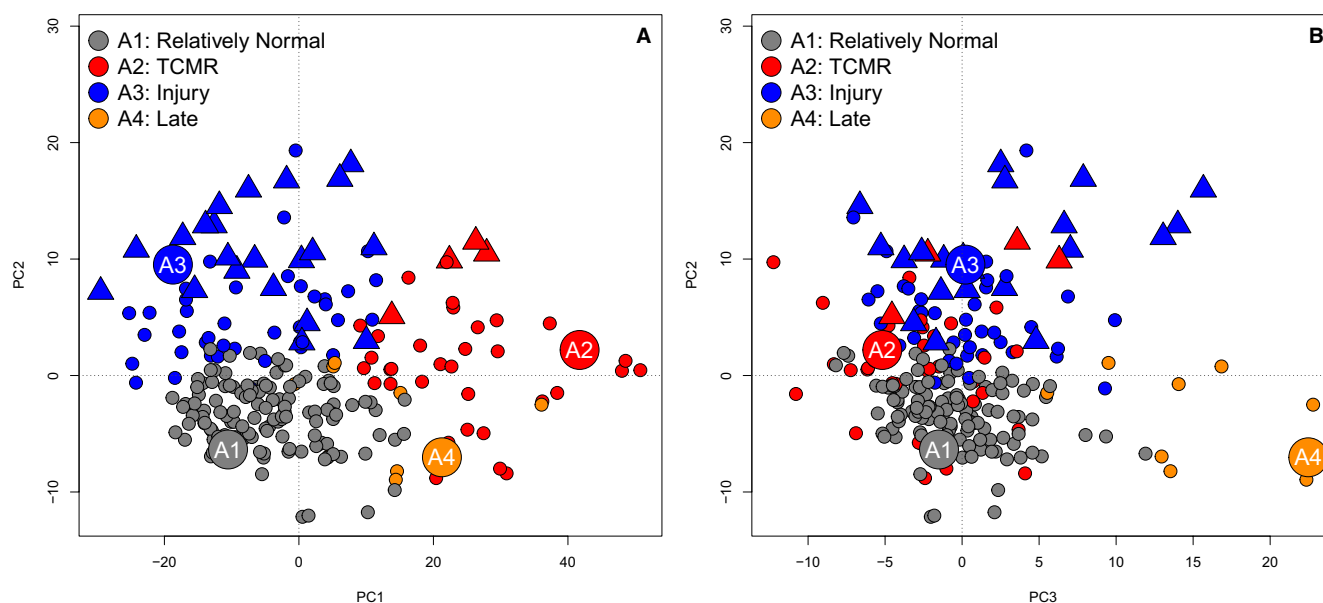 A
A1: Relatively Normal
A2: TCMR
A3: Injury
A4: Late
30
20
10
0
PC2
A3
A2
A1
A4
−20
0
20
40
PC1
B
A1: Relatively Normal
A2: TCMR
A3: Injury
A4: Late
30
20
10
0
−10
PC2
A3
A2
A1
A4
−10
−5
0
5
10
15
20
PC3
−10